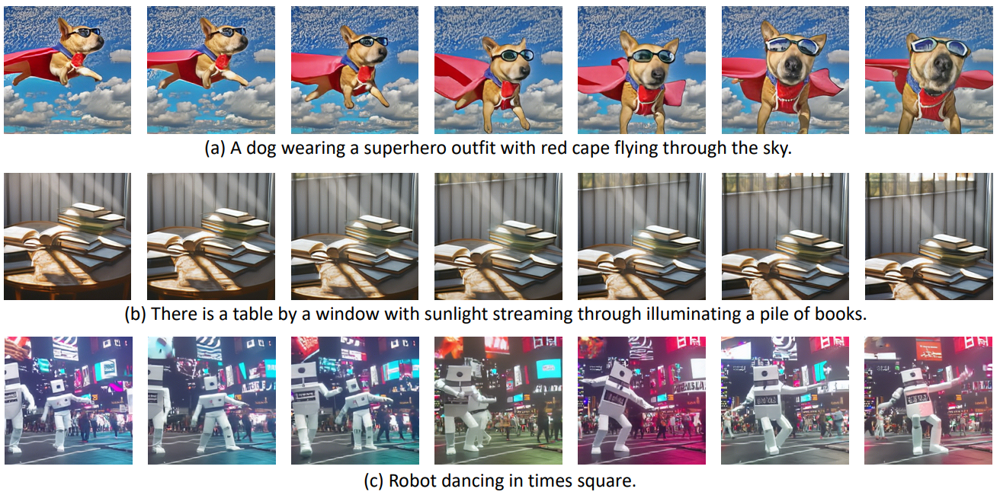 (a) A dog wearing a superhero outfit with red cape flying through the sky.
(b) There is a table by a window with sunlight streaming through illuminating a pile of books.
(c) Robot dancing in times square.